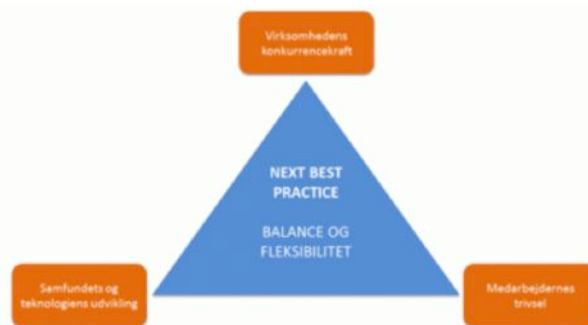 Virksomhedens
konkurrencekraft
NEXT BEST
PRACTICE
BALANCE OG
FLEKSIBILITET
Samfundets og
teknologiens udvikling
Medarbejdernes
trivsel